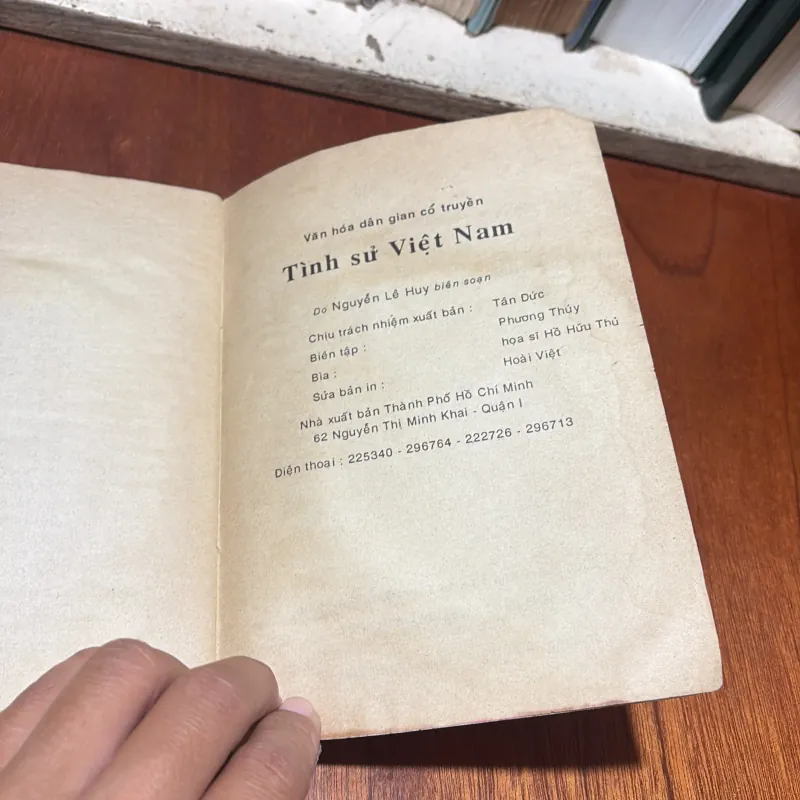 Văn hóa dân gian cổ truyền
Tình sử Việt Nam
Do Nguyễn Lê Huy biên soạn
Chịu trách nhiệm xuất bản : Tân Đức
Biên tập : Phương Thúy
Bìa : họa sĩ Hồ Hữu Thủ
Sửa bản in : Hoài Việt
Nhà xuất bản Thành Phố Hồ Chí Minh
62 Nguyễn Thị Minh Khai - Quận I
Điện thoại : 225340 - 296764 - 222726 - 296713